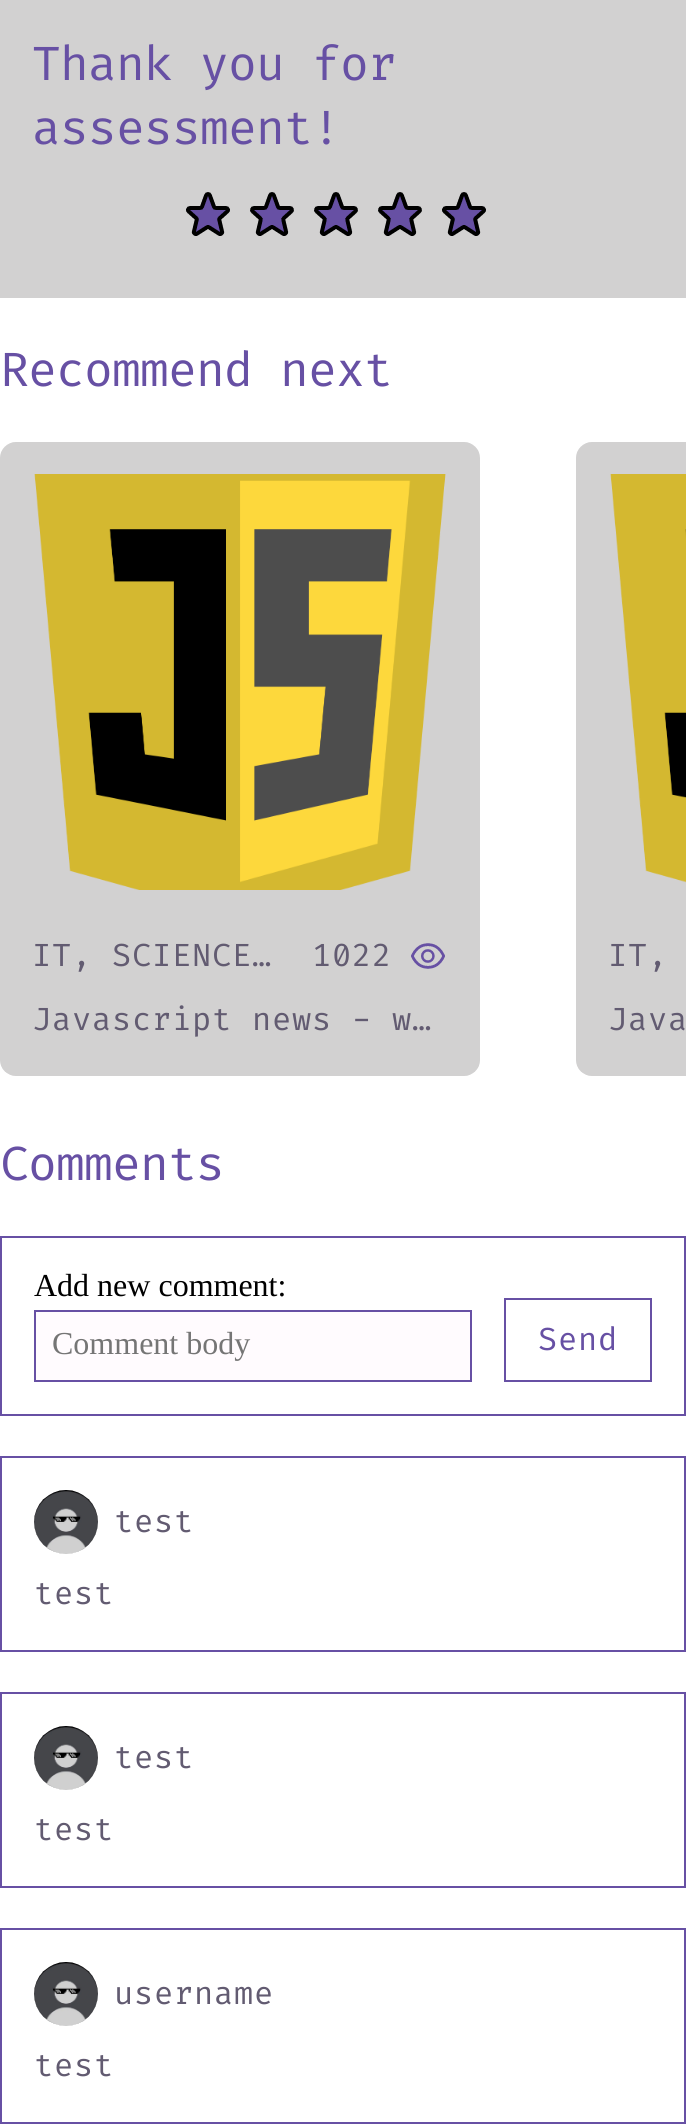 Thank you for
assessment!
Recommend next
JS
IT, SCIENCE… 1022
Javascript news - w…
IT,
Java
Comments
Add new comment:
Comment body
Send
test
test
test
test
username
test